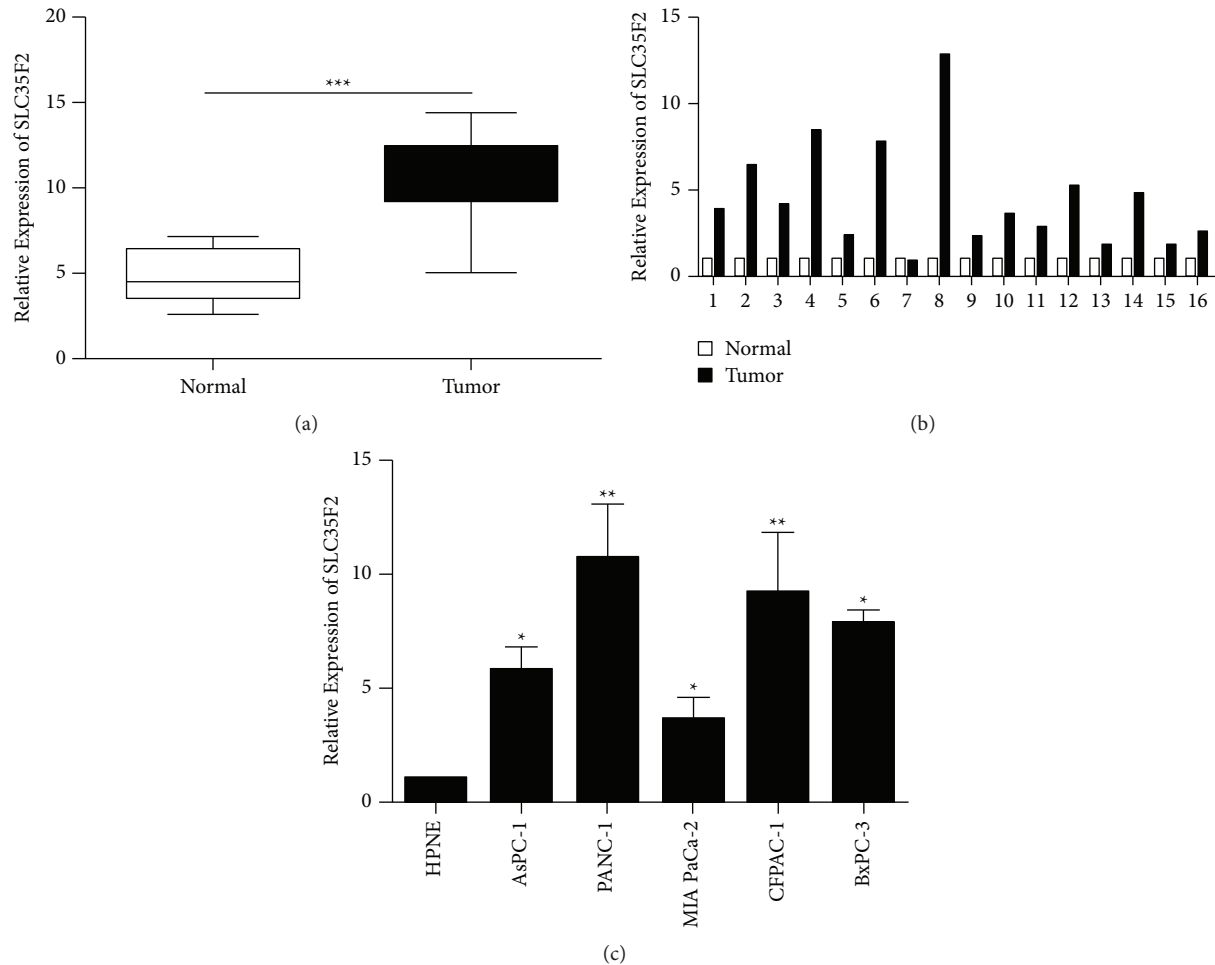 Relative Expression of SLC35F2
20
15
10
5
0
***
Normal
Tumor
(a)
Relative Expression of SLC35F2
15
10
5
0
1 2 3 4 5 6 7 8 9 10 11 12 13 14 15 16
Normal
Tumor
(b)
Relative Expression of SLC35F2
15
10
5
0
*
**
*
**
*
HPNE
AsPC-1
PANC-1
MIA PaCa-2
CFPAC-1
BxPC-3
(c)